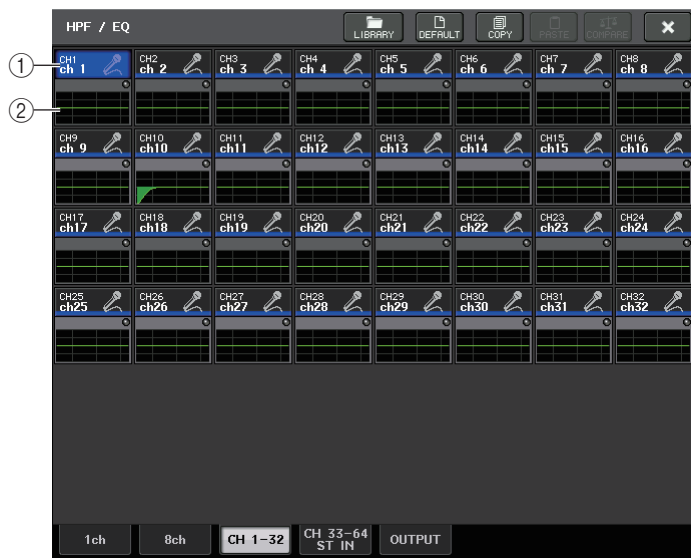 HPF / EQ
LIBRARY
DEFAULT
COPY
PASTE
COMPARE
①
CH1 CH2 CH3 CH4 CH5 CH6 CH7 CH8
ch 1 ch 2 ch 3 ch 4 ch 5 ch 6 ch 7 ch 8
②
CH9 CH10 CH11 CH12 CH13 CH14 CH15 CH16
ch 9 ch10 ch11 ch12 ch13 ch14 ch15 ch16
CH17 CH18 CH19 CH20 CH21 CH22 CH23 CH24
ch17 ch18 ch19 ch20 ch21 ch22 ch23 ch24
CH25 CH26 CH27 CH28 CH29 CH30 CH31 CH32
ch25 ch26 ch27 ch28 ch29 ch30 ch31 ch32
1ch
8ch
CH 1-32
CH 33-64
ST IN
OUTPUT